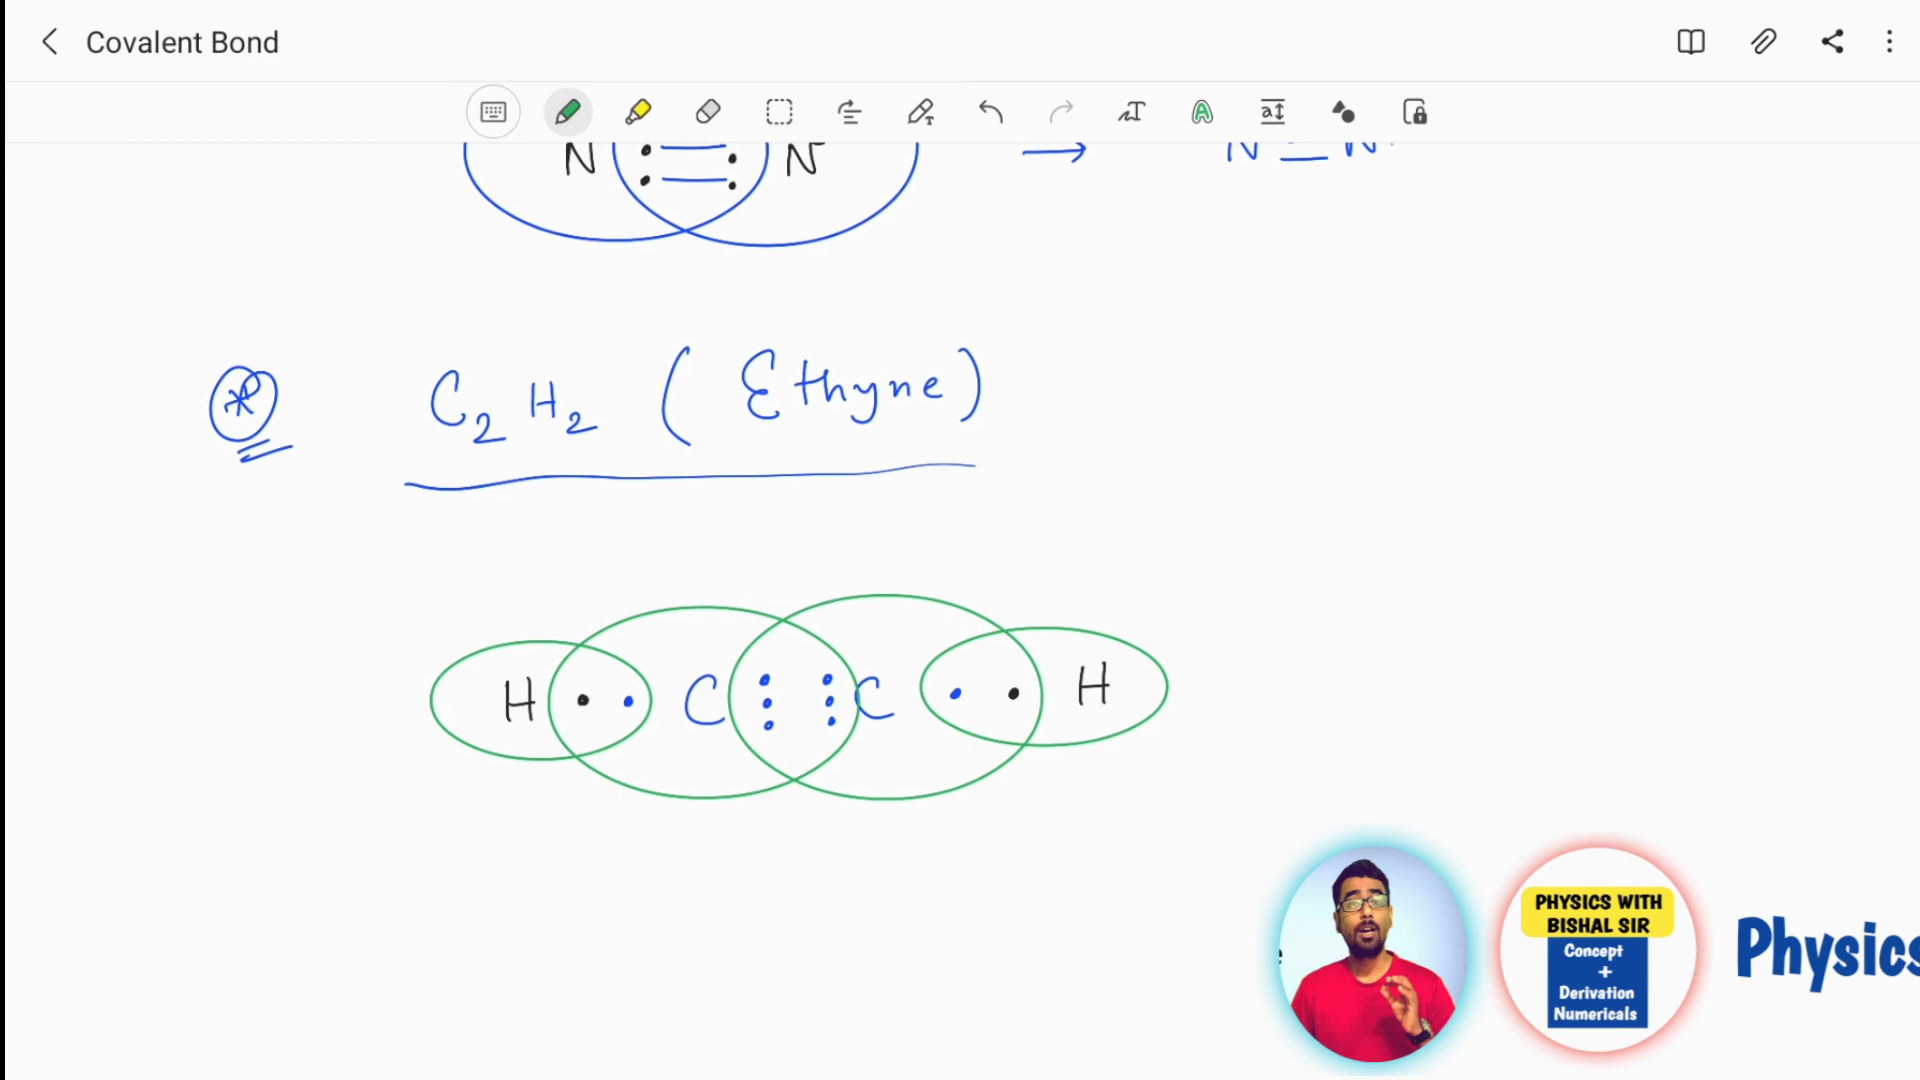 Covalent Bond
N N → N N
* C2 H2 ( Ethyne )
H C C H
PHYSICS WITH
BISHAL SIR
Concept
+
Derivation
Numericals
Physics